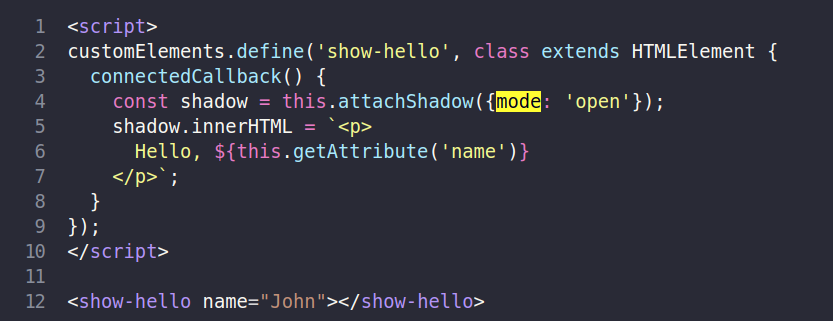 1 <script>
2 customElements.define('show-hello', class extends HTMLElement {
3   connectedCallback() {
4     const shadow = this.attachShadow({mode: 'open'});
5     shadow.innerHTML = `<p>
6       Hello, ${this.getAttribute('name')}
7     </p>`;
8   }
9 });
10 </script>
11
12 <show-hello name="John"></show-hello>